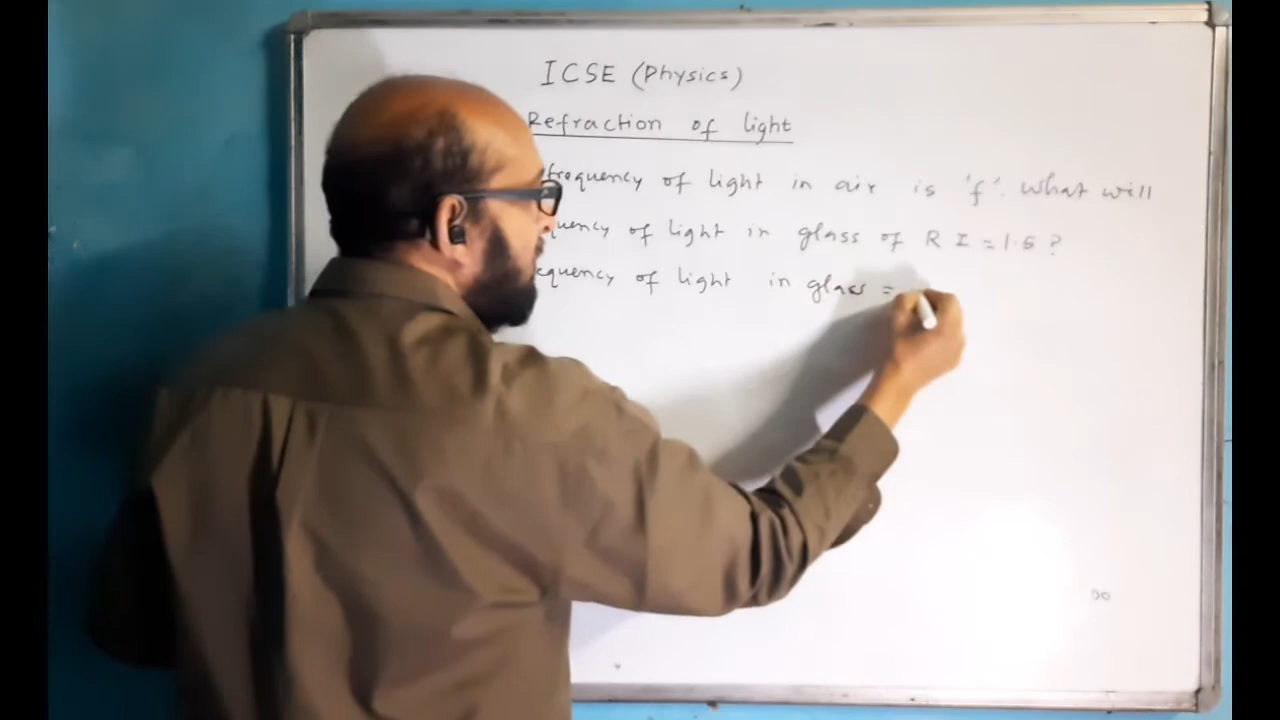 ICSE (Physics)
Refraction of light
frequency of light in air is 'f'. What will
quency of light in glass of R I = 1.5 ?
equency of light in glass =